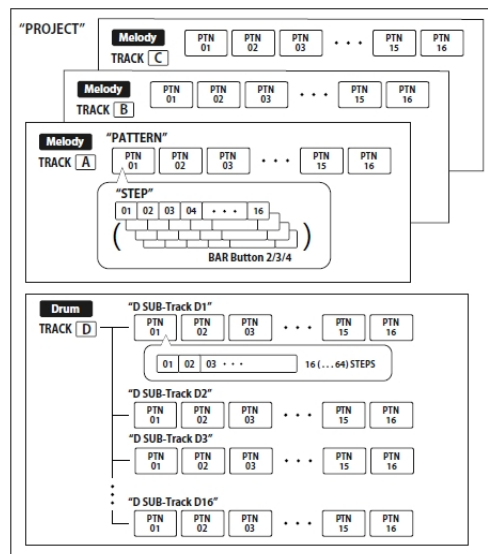 "PROJECT"
Melody
TRACK C
PTN 01 PTN 02 PTN 03 • • • PTN 15 PTN 16
Melody
TRACK B
PTN 01 PTN 02 PTN 03 • • • PTN 15 PTN 16
Melody
TRACK A
"PATTERN"
PTN 01 PTN 02 PTN 03 • • • PTN 15 PTN 16
"STEP"
01 02 03 04 • • • 16
BAR Button 2/3/4
Drum
TRACK D
"D SUB-Track D1"
PTN 01 PTN 02 PTN 03 • • • PTN 15 PTN 16
01 02 03 • • • 16 (...64) STEPS
"D SUB-Track D2"
PTN 01 PTN 02 PTN 03 • • • PTN 15 PTN 16
"D SUB-Track D3"
PTN 01 PTN 02 PTN 03 • • • PTN 15 PTN 16
"D SUB-Track D16"
PTN 01 PTN 02 PTN 03 • • • PTN 15 PTN 16